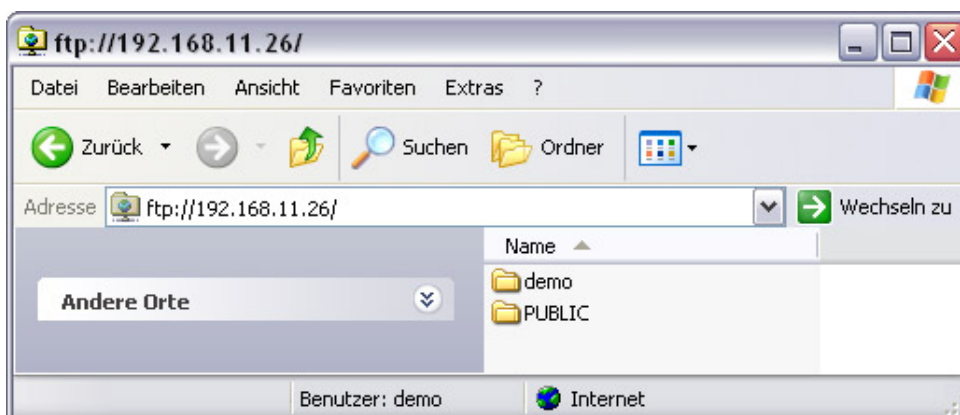 ftp://192.168.11.26/
Datei Bearbeiten Ansicht Favoriten Extras ?
Zurück Suchen Ordner
Adresse ftp://192.168.11.26/ Wechseln zu
Name
Andere Orte
demo
PUBLIC
Benutzer: demo Internet